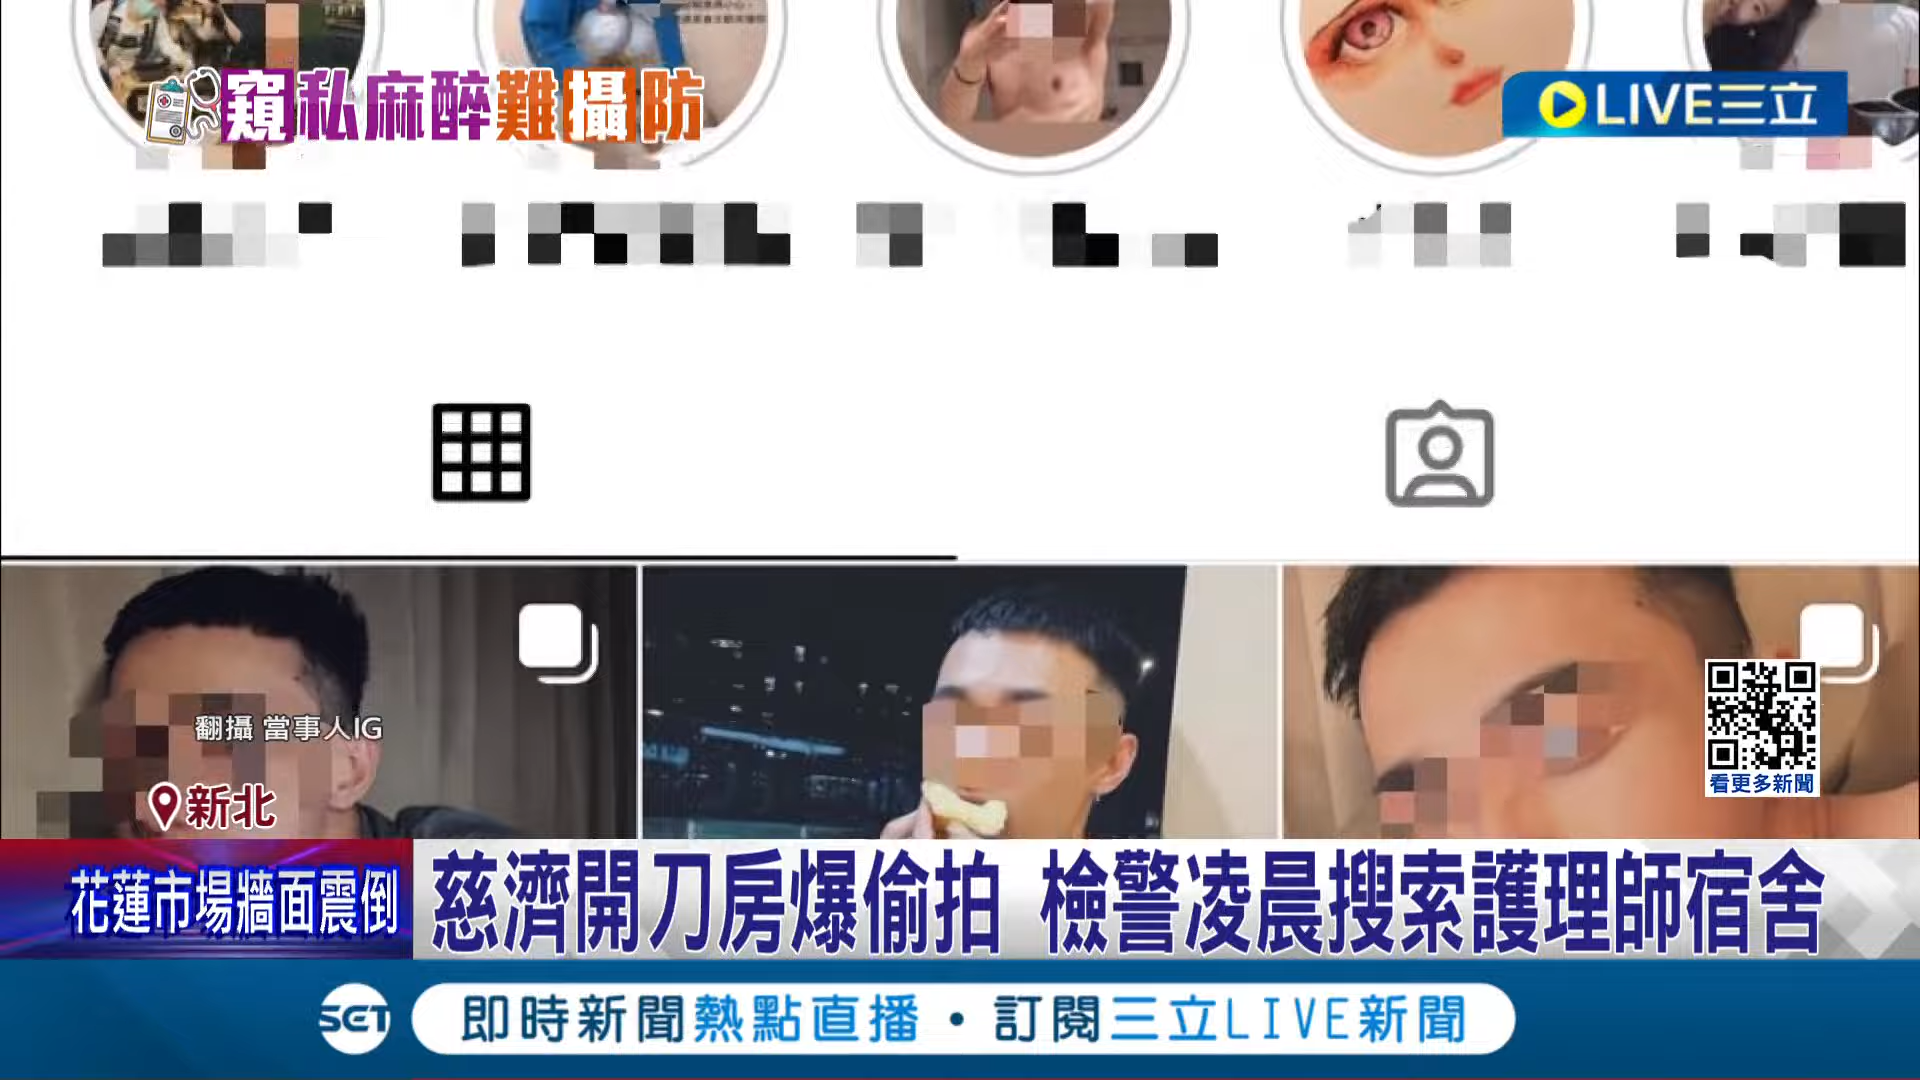 窺私麻醉難攝防
LIVE三立
翻攝 當事人IG
新北
看更多新聞
花蓮市場牆面震倒
慈濟開刀房爆偷拍 檢警凌晨搜索護理師宿舍
SET
即時新聞熱點直播・訂閱三立LIVE新聞